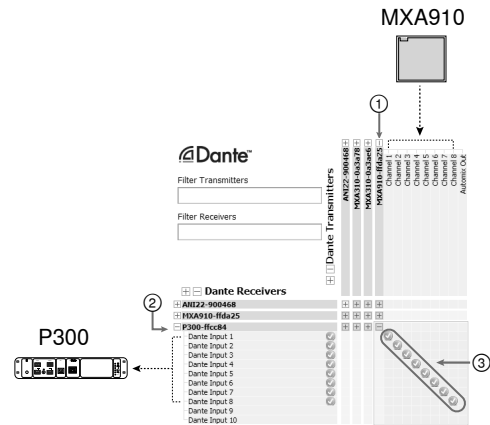 MXA910
1
Dante™
Filter Transmitters
Filter Receivers
Dante Transmitters
ANI22-900468
MXA310-0a3a78
MXA310-0a3ae6
MXA910-ffda25
Channel 1
Channel 2
Channel 3
Channel 4
Channel 5
Channel 6
Channel 7
Channel 8
Automix Out
Dante Receivers
2
ANI22-900468
MXA910-ffda25
P300-ffcc84
P300
Dante Input 1
Dante Input 2
Dante Input 3
Dante Input 4
Dante Input 5
Dante Input 6
Dante Input 7
Dante Input 8
Dante Input 9
Dante Input 10
3